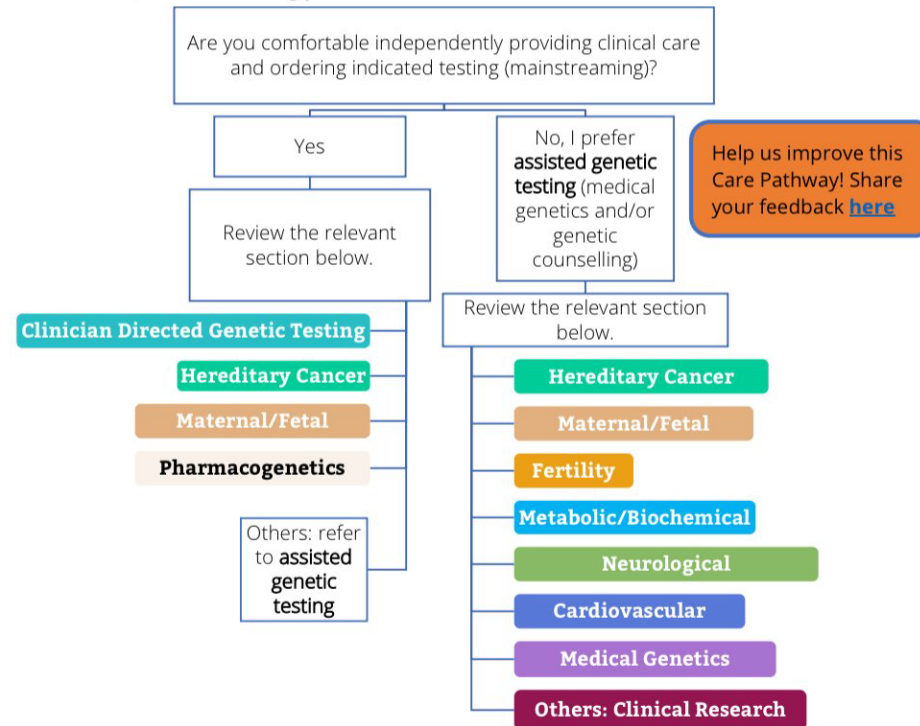 Are you comfortable independently providing clinical care
and ordering indicated testing (mainstreaming)?
Yes
Review the relevant
section below.
Clinician Directed Genetic Testing
Hereditary Cancer
Maternal/Fetal
Pharmacogenetics
Others: refer
to assisted
genetic
testing
No, I prefer
assisted genetic
testing (medical
genetics and/or
genetic
counselling)
Review the relevant section
below.
Hereditary Cancer
Maternal/Fetal
Fertility
Metabolic/Biochemical
Neurological
Cardiovascular
Medical Genetics
Others: Clinical Research
Help us improve this
Care Pathway! Share
your feedback here